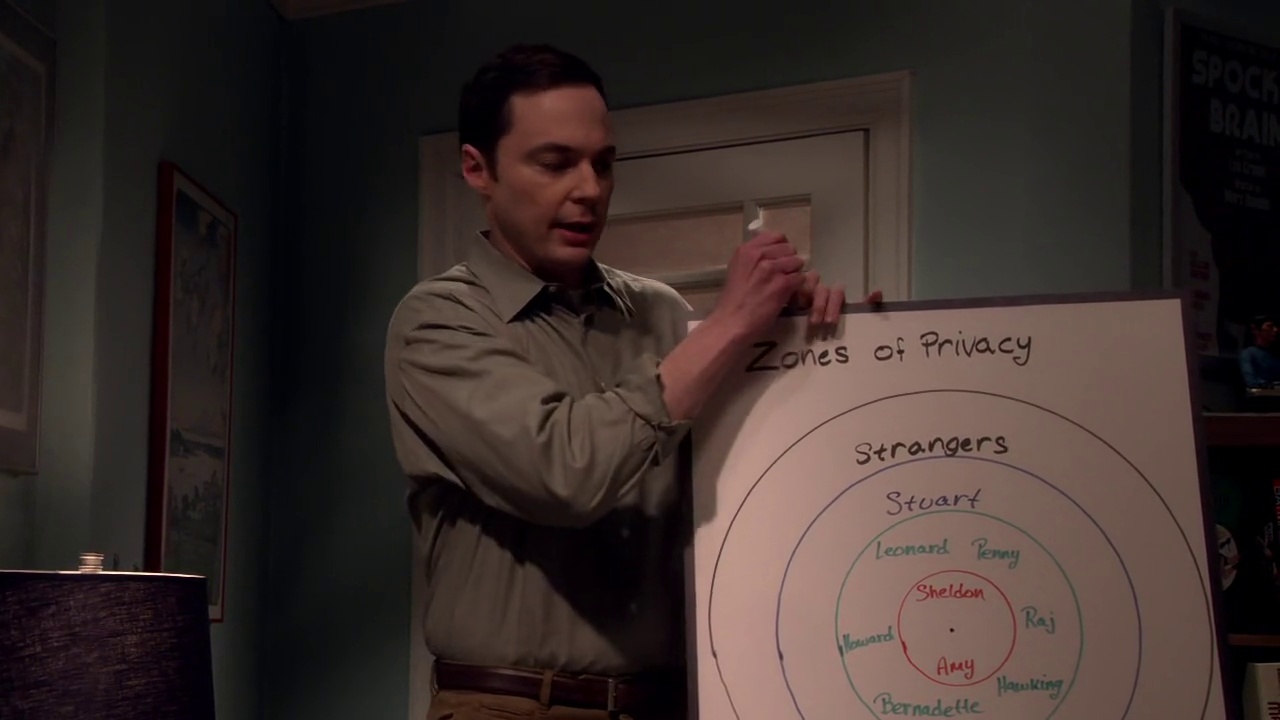 SPOCK
BRAIN
Zones of Privacy
Strangers
Stuart
Leonard Penny
Sheldon
Raj
Howard
Amy
Hawking
Bernadette